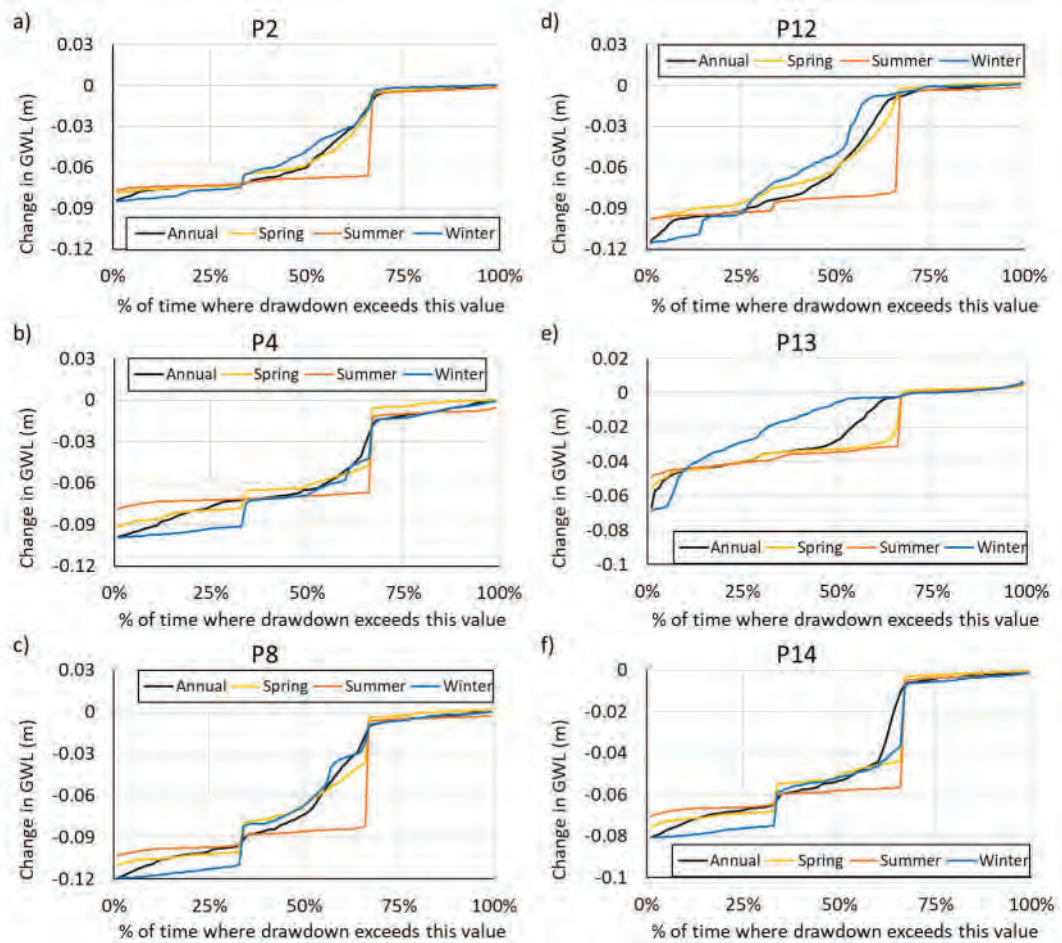 a) P2
0.03
0
-0.03
-0.06
-0.09
-0.12
Change in GWL (m)
Annual Spring Summer Winter
0% 25% 50% 75% 100%
% of time where drawdown exceeds this value
b) P4
0.03
0
-0.03
-0.06
-0.09
-0.12
Change in GWL (m)
Annual Spring Summer Winter
0% 25% 50% 75% 100%
% of time where drawdown exceeds this value
c) P8
0.03
0
-0.03
-0.06
-0.09
-0.12
Change in GWL (m)
Annual Spring Summer Winter
0% 25% 50% 75% 100%
% of time where drawdown exceeds this value
d) P12
0.03
0
-0.03
-0.06
-0.09
-0.12
Change in GWL (m)
Annual Spring Summer Winter
0% 25% 50% 75% 100%
% of time where drawdown exceeds this value
e) P13
0.02
0
-0.02
-0.04
-0.06
-0.08
-0.1
Change in GWL (m)
Annual Spring Summer Winter
0% 25% 50% 75% 100%
% of time where drawdown exceeds this value
f) P14
0
-0.02
-0.04
-0.06
-0.08
-0.1
Change in GWL (m)
Annual Spring Summer Winter
0% 25% 50% 75% 100%
% of time where drawdown exceeds this value